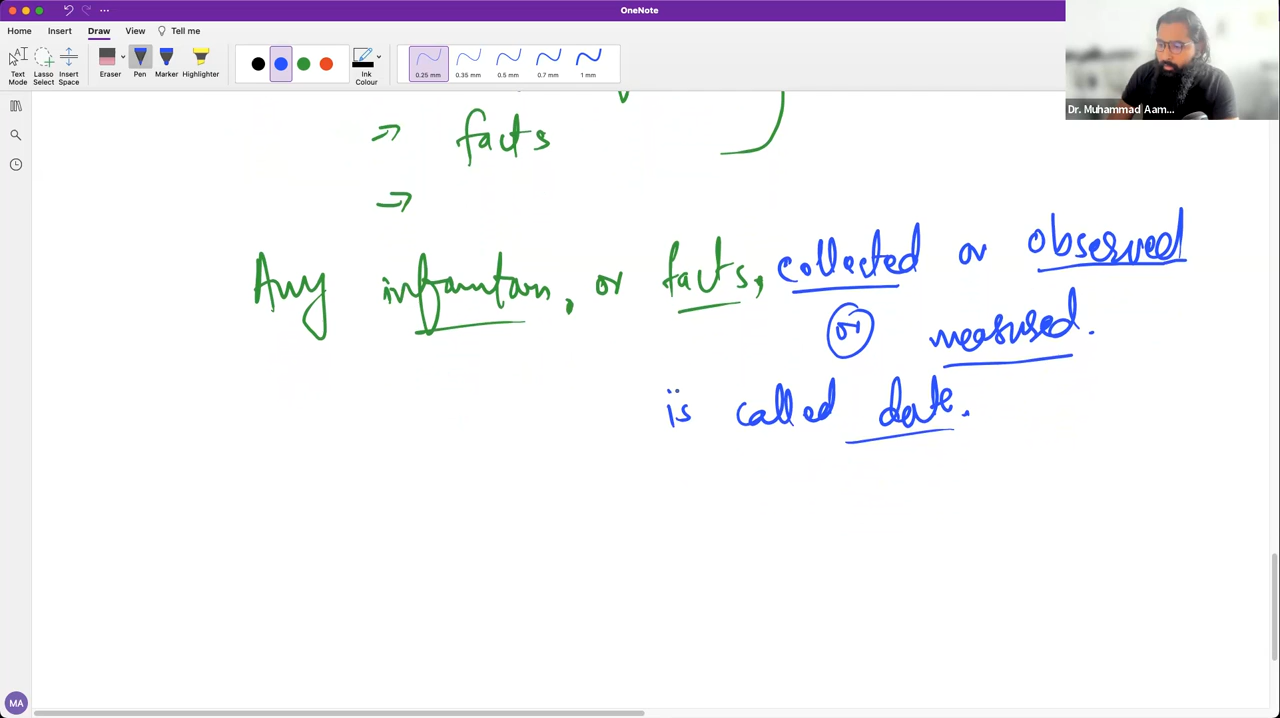 OneNote
Home Insert Draw View Tell me
Text Mode Lasso Select Insert Space Eraser Pen Marker Highlighter Ink Colour 0.25 mm 0.35 mm 0.5 mm 0.7 mm 1 mm
Dr. Muhammad Aam...
⇒ facts
⇒
Any infrmutan, or facts, collected or observed
or measured.
is called date.
MA